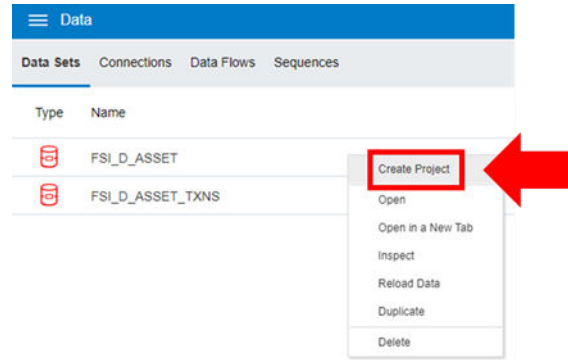 Data
Data Sets Connections Data Flows Sequences
Type Name
FSI_D_ASSET
FSI_D_ASSET_TXNS
Create Project
Open
Open in a New Tab
Inspect
Reload Data
Duplicate
Delete